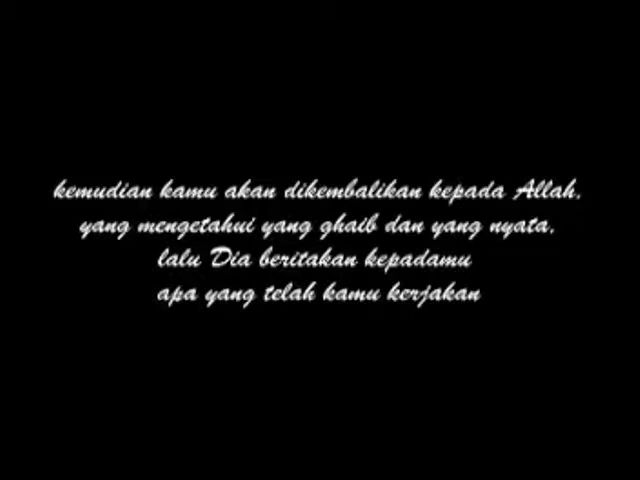 kemudian kamu akan dikembalikan kepada Allah,
yang mengetahui yang ghaib dan yang nyata,
lalu Dia beritakan kepadamu
apa yang telah kamu kerjakan